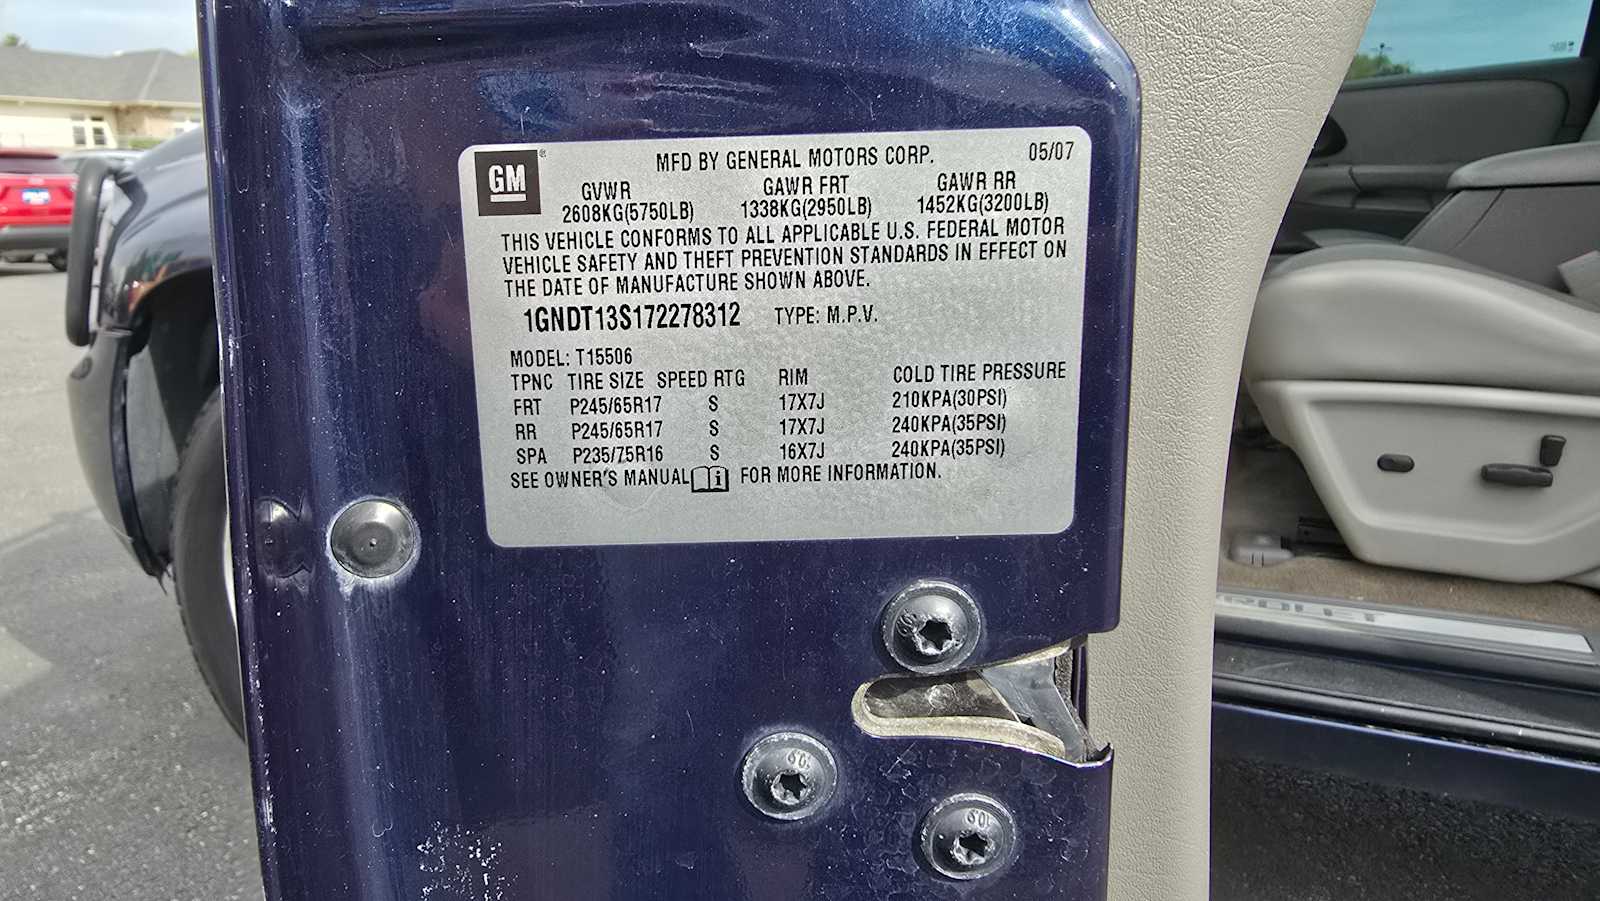 GM ® MFD BY GENERAL MOTORS CORP. 05/07
GVWR GAWR FRT GAWR RR
2608KG(5750LB) 1338KG(2950LB) 1452KG(3200LB)
THIS VEHICLE CONFORMS TO ALL APPLICABLE U.S. FEDERAL MOTOR
VEHICLE SAFETY AND THEFT PREVENTION STANDARDS IN EFFECT ON
THE DATE OF MANUFACTURE SHOWN ABOVE.
1GNDT13S172278312 TYPE: M.P.V.
MODEL: T15506
TPNC TIRE SIZE SPEED RTG RIM COLD TIRE PRESSURE
FRT P245/65R17 S 17X7J 210KPA(30PSI)
RR P245/65R17 S 17X7J 240KPA(35PSI)
SPA P235/75R16 S 16X7J 240KPA(35PSI)
SEE OWNER'S MANUAL FOR MORE INFORMATION.